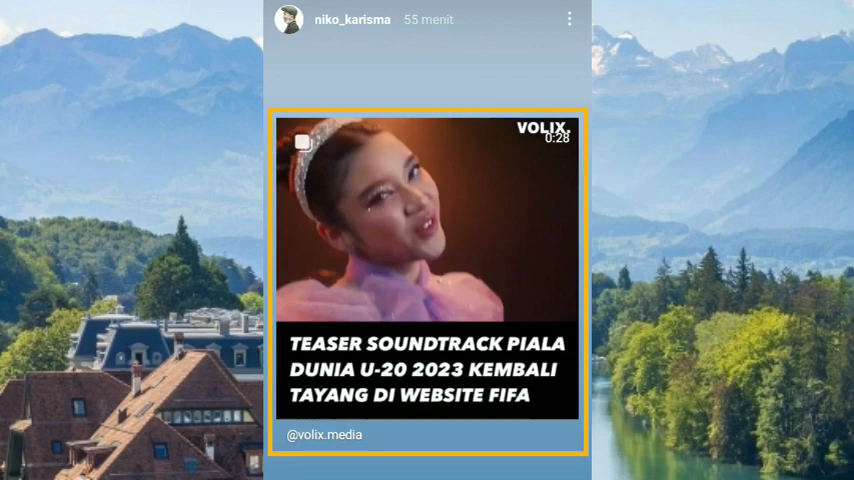 niko_karisma 55 menit
VOLIX.
0:28
TEASER SOUNDTRACK PIALA
DUNIA U-20 2023 KEMBALI
TAYANG DI WEBSITE FIFA
@volix.media